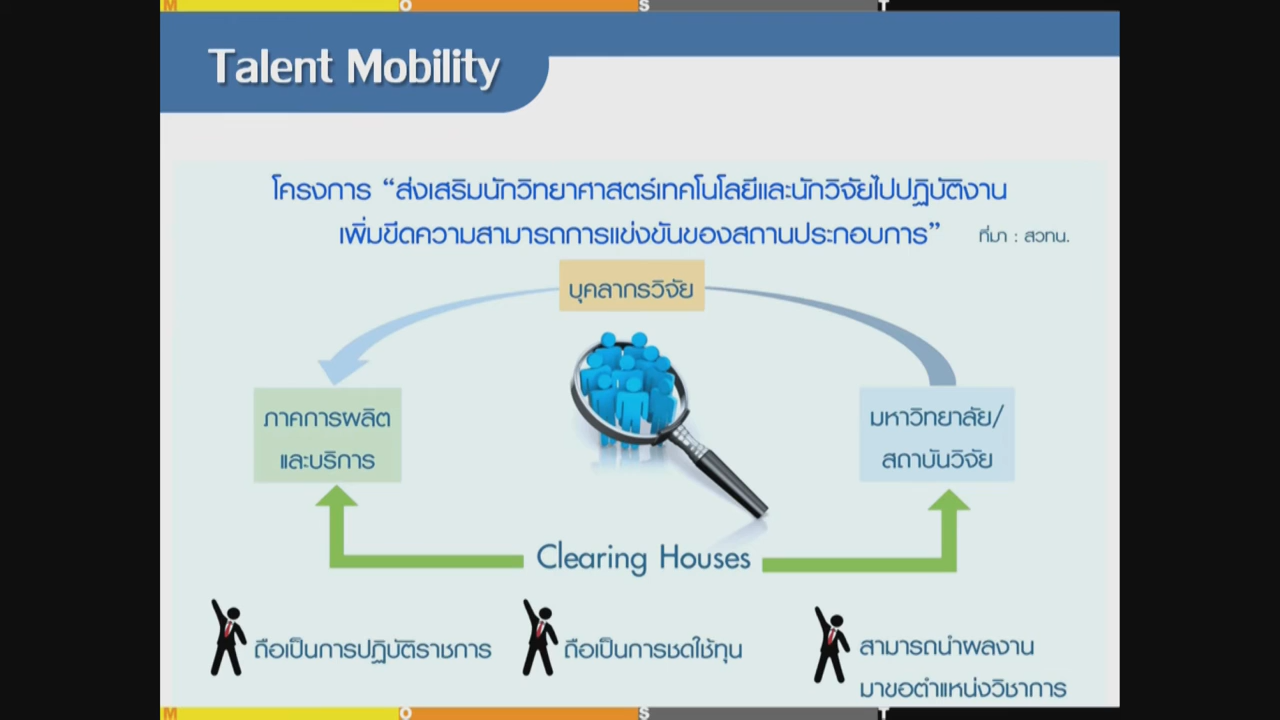 M O S T
Talent Mobility
โครงการ “ส่งเสริมนักวิทยาศาสตร์เทคโนโลยีและนักวิจัยไปปฏิบัติงาน
เพิ่มขีดความสามารถการแข่งขันของสถานประกอบการ” ที่มา : สวทน.
บุคลากรวิจัย
ภาคการผลิต
และบริการ
มหาวิทยาลัย/
สถาบันวิจัย
Clearing Houses
ถือเป็นการปฏิบัติราชการ
ถือเป็นการชดใช้ทุน
สามารถนำผลงาน
มาขอตำแหน่งวิชาการ
M O S T